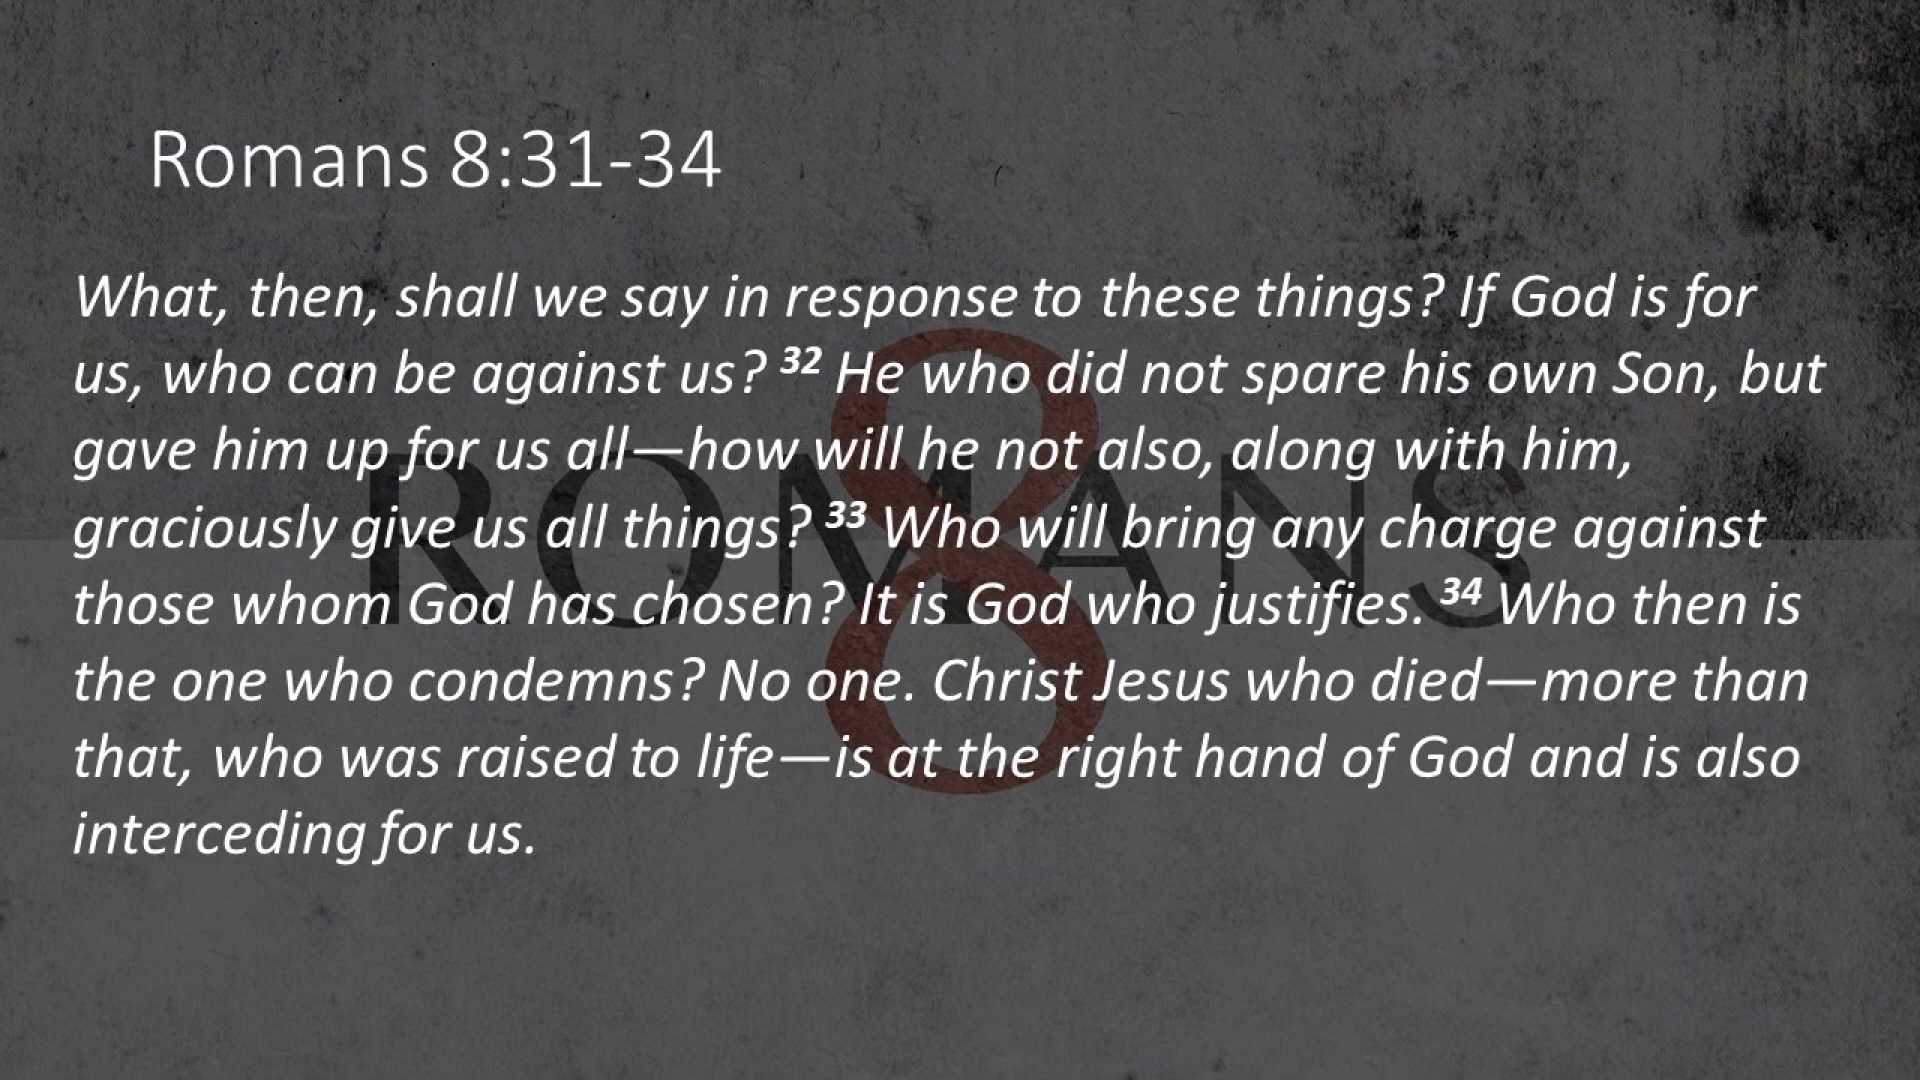 Romans 8:31-34
What, then, shall we say in response to these things? If God is for
us, who can be against us? 32 He who did not spare his own Son, but
gave him up for us all—how will he not also, along with him,
graciously give us all things? 33 Who will bring any charge against
those whom God has chosen? It is God who justifies. 34 Who then is
the one who condemns? No one. Christ Jesus who died—more than
that, who was raised to life—is at the right hand of God and is also
interceding for us.
ROMANS
8